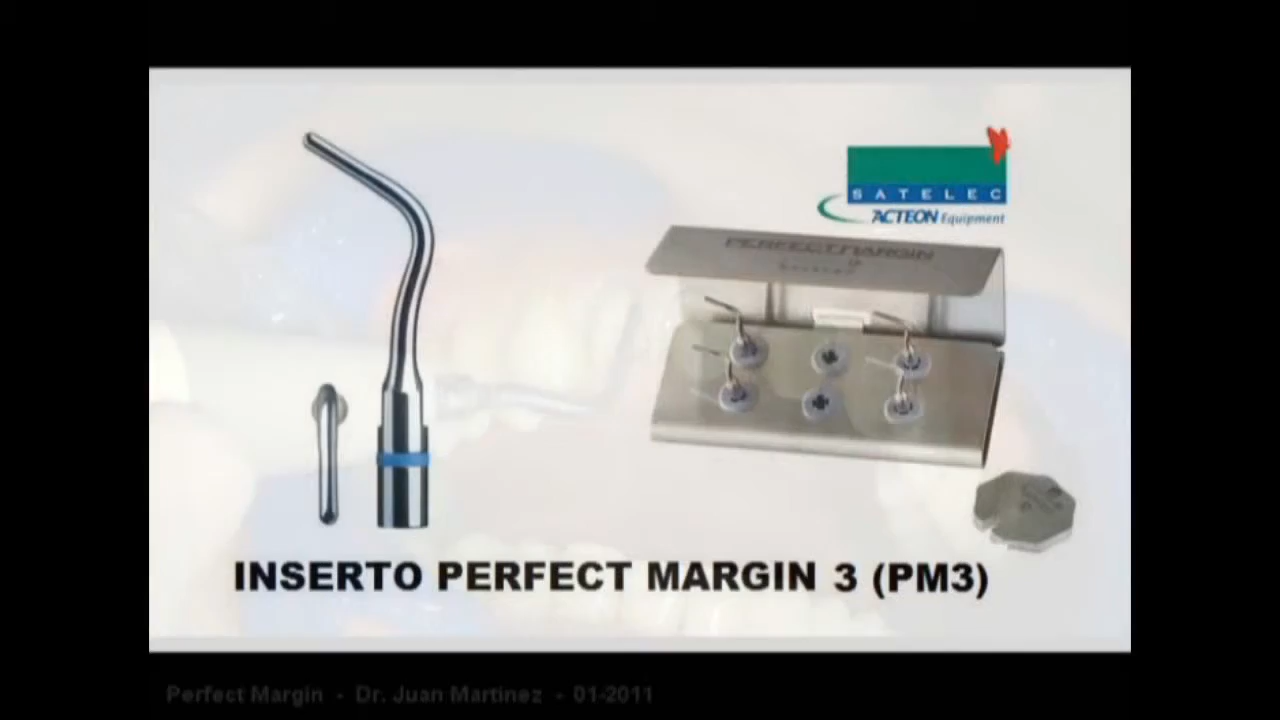 SATELEC
ACTEON Equipment
PERFECT MARGIN
INSERTO PERFECT MARGIN 3 (PM3)
Perfect Margin - Dr. Juan Martinez - 01-2011